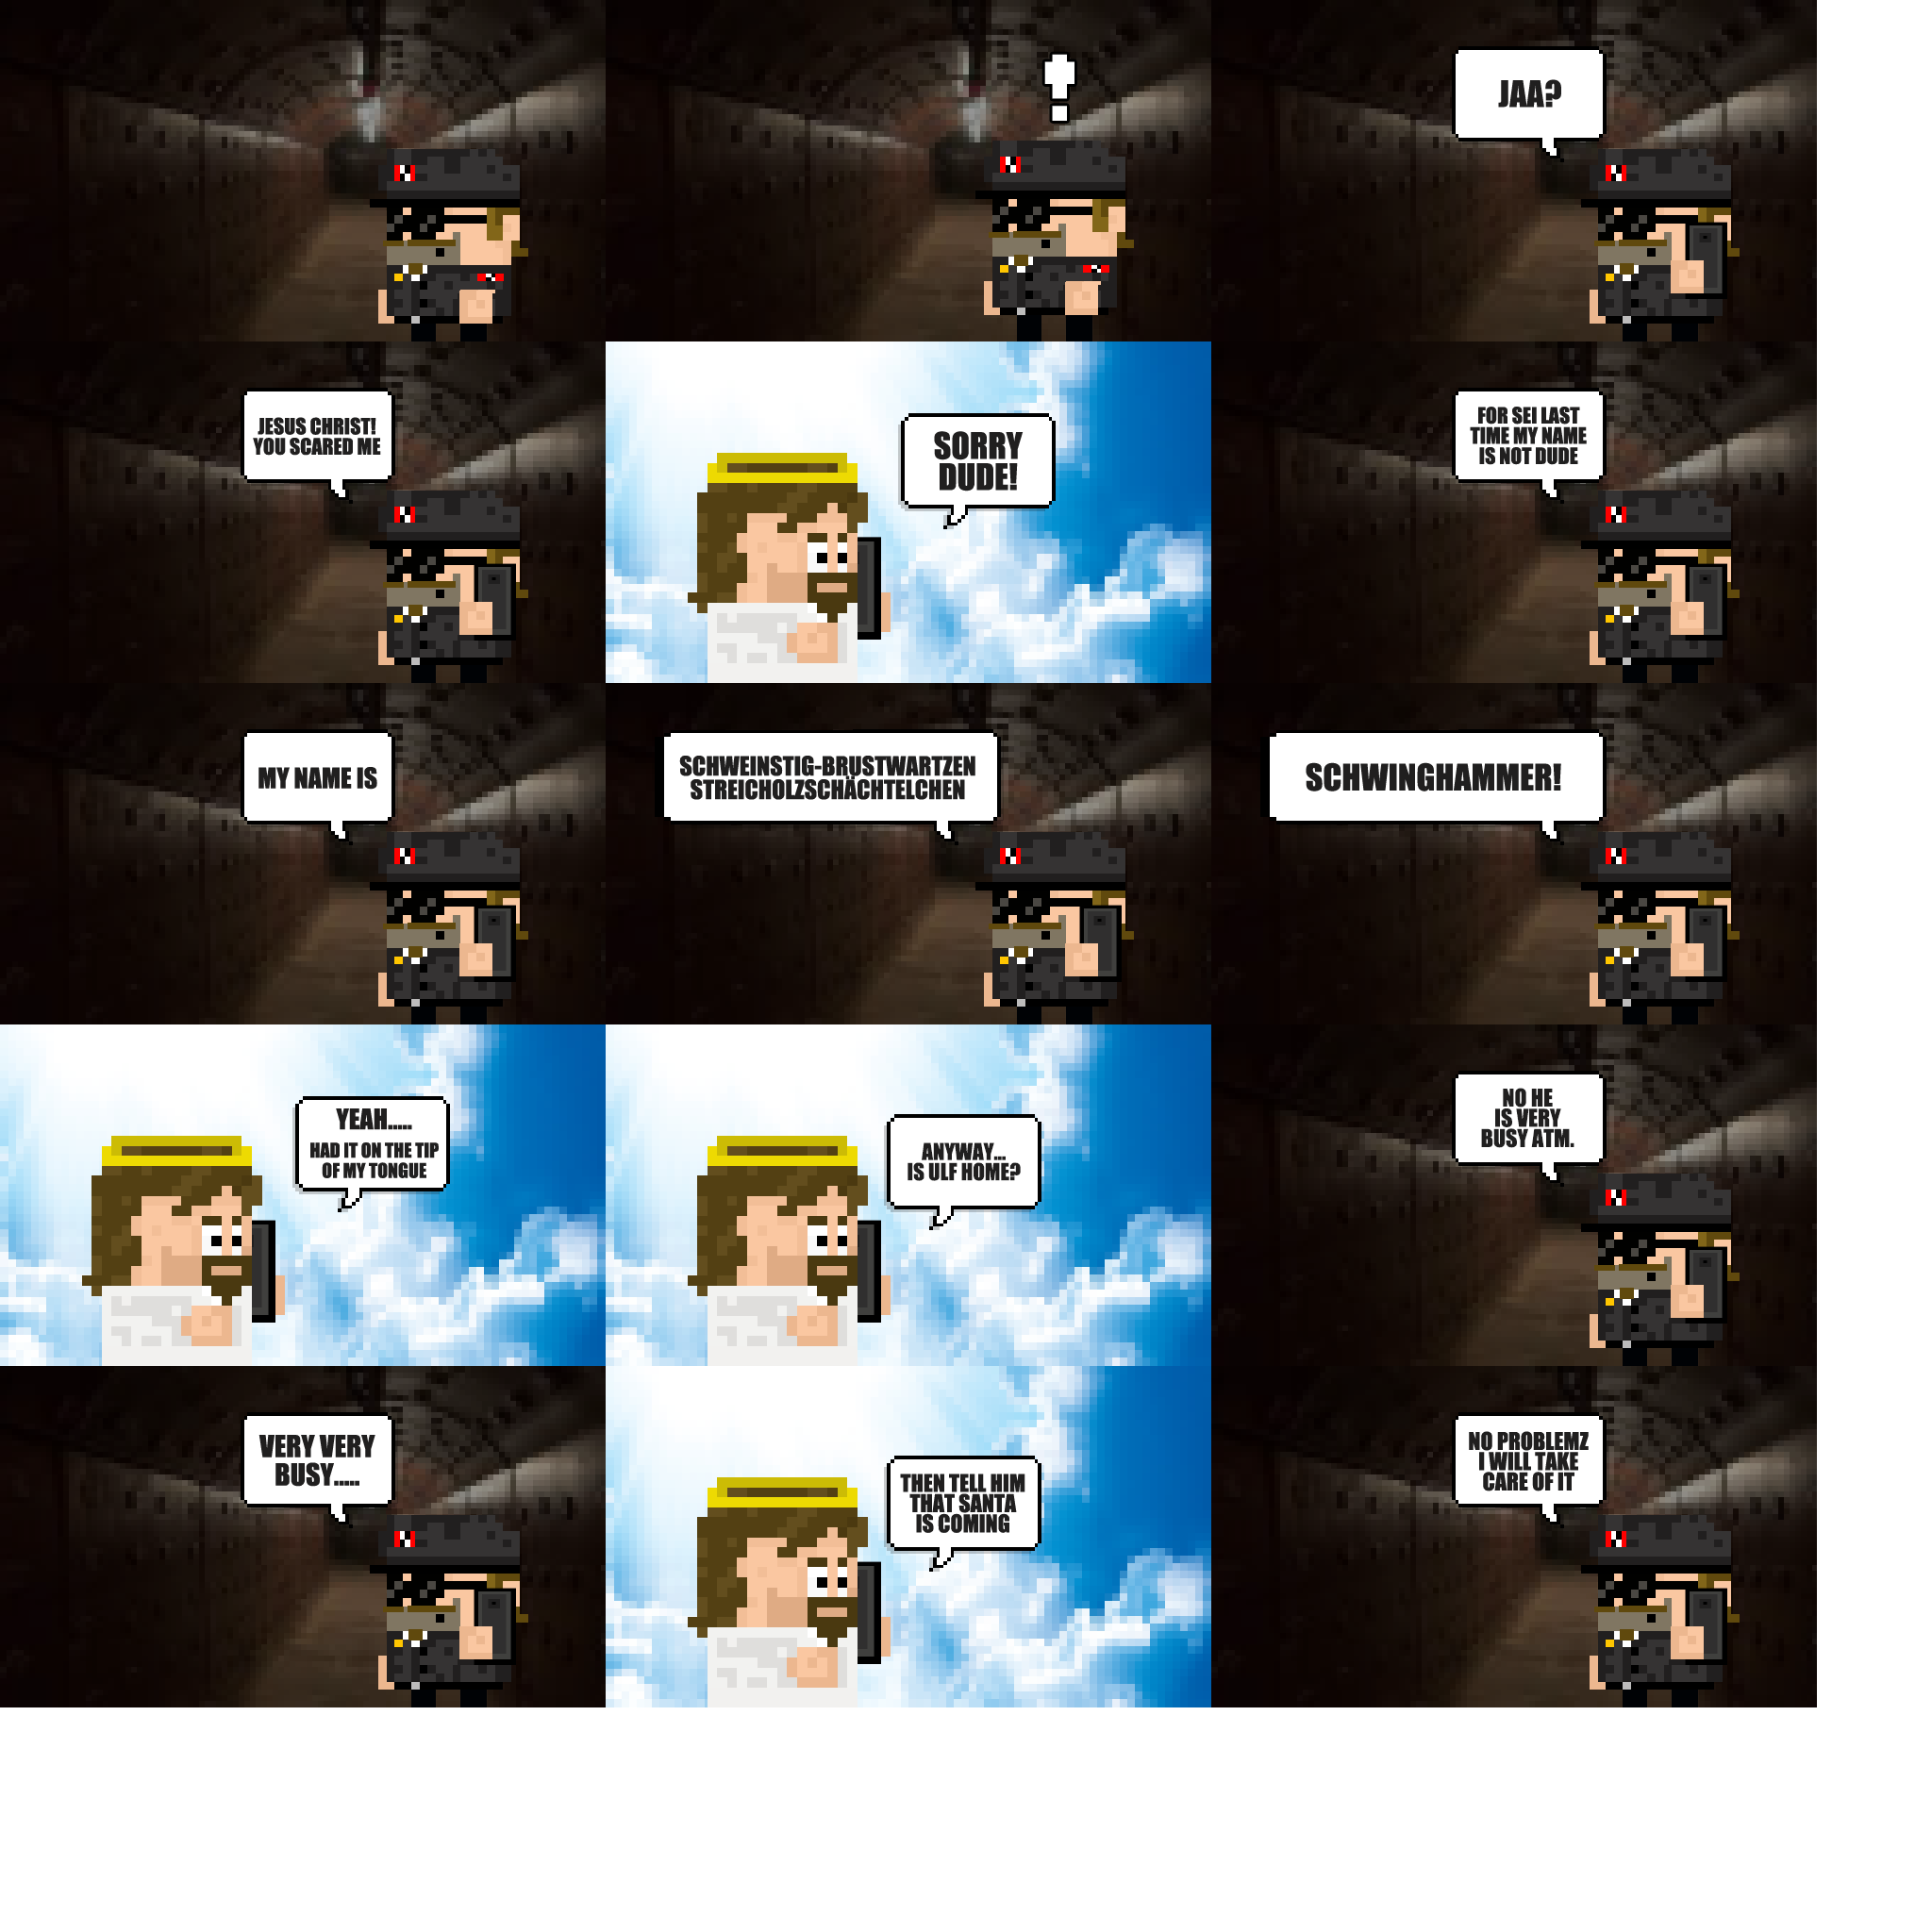 !
JAA?
JESUS CHRIST!
YOU SCARED ME
SORRY
DUDE!
FOR SEI LAST
TIME MY NAME
IS NOT DUDE
MY NAME IS
SCHWEINSTIG-BRUSTWARTZEN
STREICHOLZSCHÄCHTELCHEN
SCHWINGHAMMER!
YEAH.....
HAD IT ON THE TIP
OF MY TONGUE
ANYWAY...
IS ULF HOME?
NO HE
IS VERY
BUSY ATM.
VERY VERY
BUSY.....
THEN TELL HIM
THAT SANTA
IS COMING
NO PROBLEMZ
I WILL TAKE
CARE OF IT